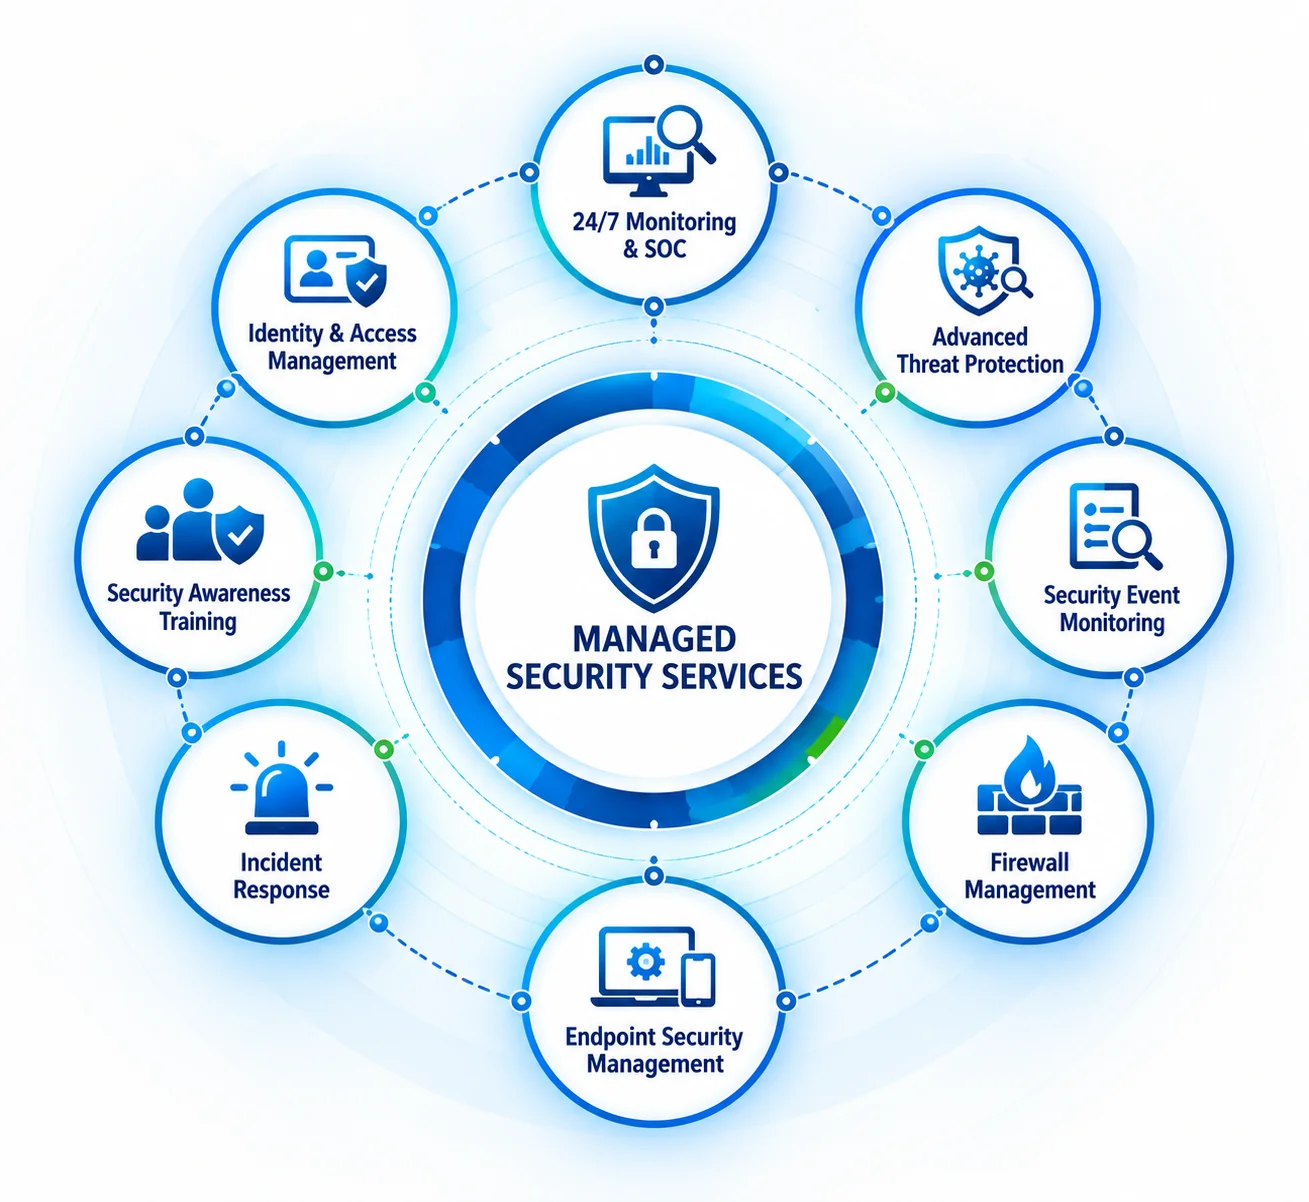 24/7 Monitoring
& SOC
Advanced
Threat Protection
Security Event
Monitoring
Firewall
Management
Endpoint Security
Management
Incident
Response
Security Awareness
Training
Identity & Access
Management
MANAGED
SECURITY SERVICES